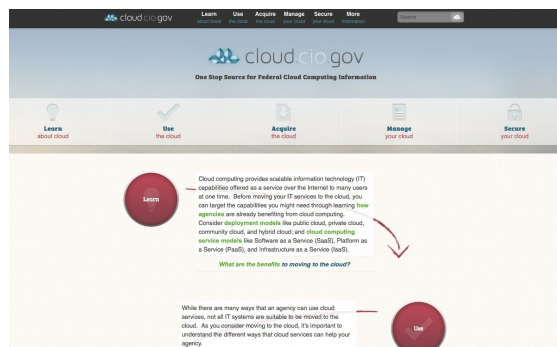 cloud.cio.gov
Learn Use Acquire Manage Secure More
about cloud the cloud the cloud your cloud your cloud information
Search
cloud.cio.gov
One Stop Source for Federal Cloud Computing Information
Learn
about cloud
Use
the cloud
Acquire
the cloud
Manage
your cloud
Secure
your cloud
Learn
Cloud computing provides scalable information technology (IT)
capabilities offered as a service over the Internet to many users
at one time. Before moving your IT services to the cloud, you
can target the capabilities you might need through learning how
agencies are already benefiting from cloud computing.
Consider deployment models like public cloud, private cloud,
community cloud, and hybrid cloud; and cloud computing
service models like Software as a Service (SaaS), Platform as
a Service (PaaS), and Infrastructure as a Service (IaaS).
What are the benefits to moving to the cloud?
While there are many ways that an agency can use cloud
services, not all IT systems are suitable to be moved to the
cloud. As you consider moving to the cloud, it's important to
understand the different ways that cloud services can help your
agency.
Use